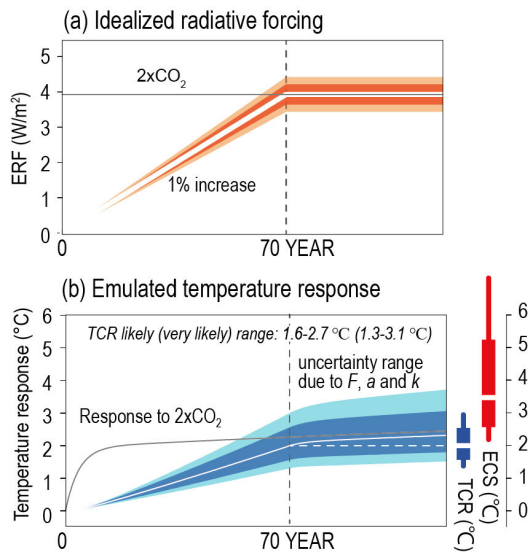 (a) Idealized radiative forcing
5
4
3
2
1
0
ERF (W/m²)
2xCO₂
1% increase
0
70 YEAR
(b) Emulated temperature response
6
5
4
3
2
1
0
Temperature response (°C)
TCR likely (very likely) range: 1.6-2.7 °C (1.3-3.1 °C)
uncertainty range
due to F, a and k
Response to 2xCO₂
0
70 YEAR
6
5
4
3
2
1
0
TCR (°C)
ECS (°C)